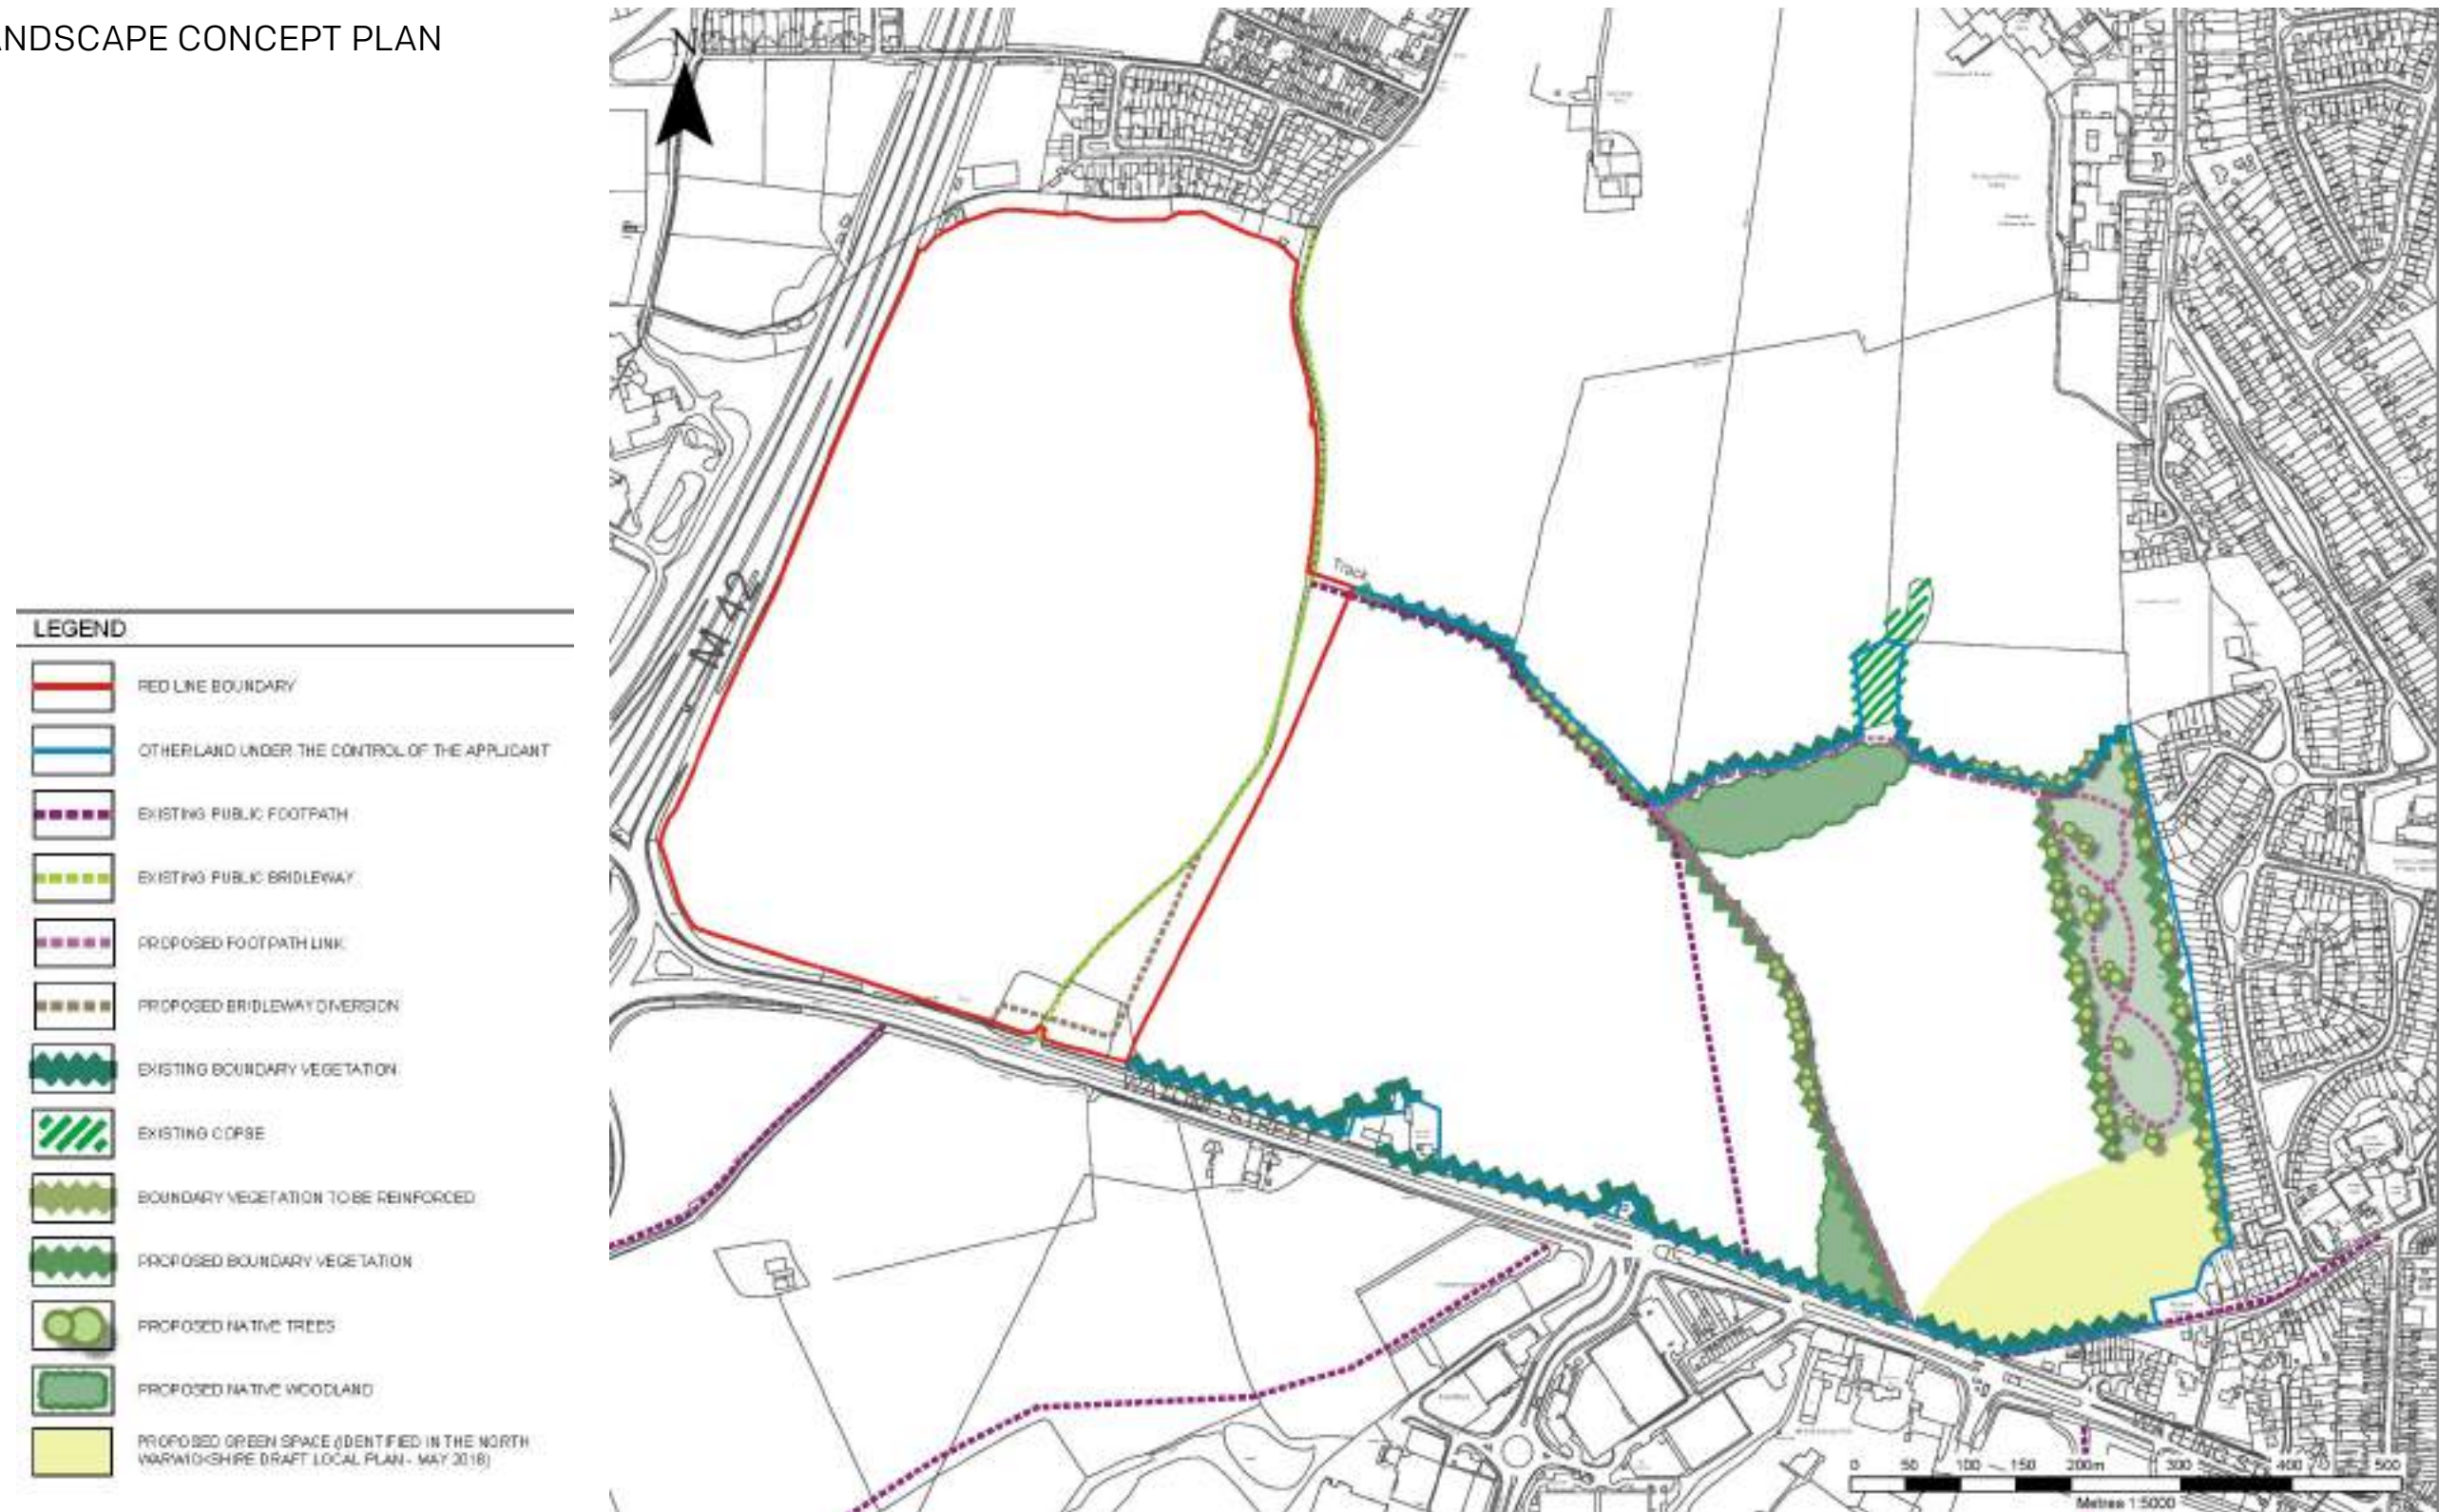 NDSCAPE CONCEPT PLAN
N
M 42
Track
LEGEND
RED LINE BOUNDARY
OTHER LAND UNDER THE CONTROL OF THE APPLICANT
EXISTING PUBLIC FOOTPATH
EXISTING PUBLIC BRIDLEWAY
PROPOSED FOOTPATH LINK
PROPOSED BRIDLEWAY DIVERSION
EXISTING BOUNDARY VEGETATION
EXISTING COPSE
BOUNDARY VEGETATION TO BE REINFORCED
PROPOSED BOUNDARY VEGETATION
PROPOSED NATIVE TREES
PROPOSED NATIVE WOODLAND
PROPOSED GREEN SPACE (IDENTIFIED IN THE NORTH
WARWICKSHIRE DRAFT LOCAL PLAN - MAY 2018)
0 50 100 150 200m 300 400 500
Metres 1:5000